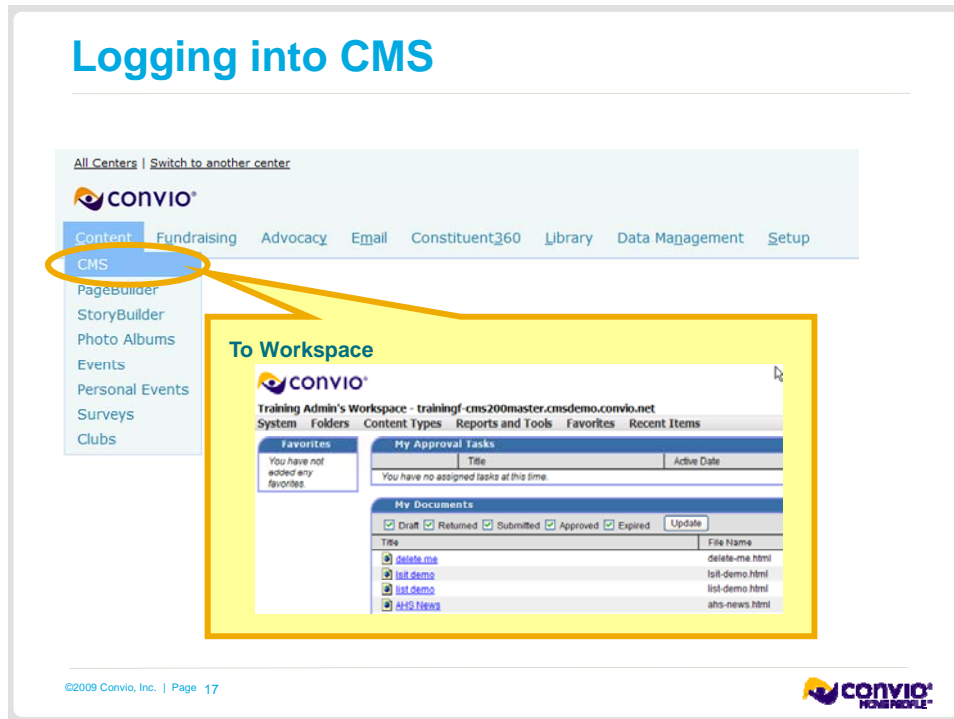 Logging into CMS
All Centers | Switch to another center
CONVIO®
Content Fundraising Advocacy Email Constituent360 Library Data Management Setup
CMS
PageBuilder
StoryBuilder
Photo Albums
Events
Personal Events
Surveys
Clubs
To Workspace
CONVIO®
Training Admin's Workspace - trainingf-cms200master.cmsdemo.convio.net
System Folders Content Types Reports and Tools Favorites Recent Items
Favorites
You have not
added any
favorites.
My Approval Tasks
Title Active Date
You have no assigned tasks at this time.
My Documents
Draft Returned Submitted Approved Expired Update
Title File Name
delete me delete-me.html
lsit demo lsit-demo.html
list demo list-demo.html
AHS News ahs-news.html
©2009 Convio, Inc. | Page 17
CONVIO®
MOVE PEOPLE™